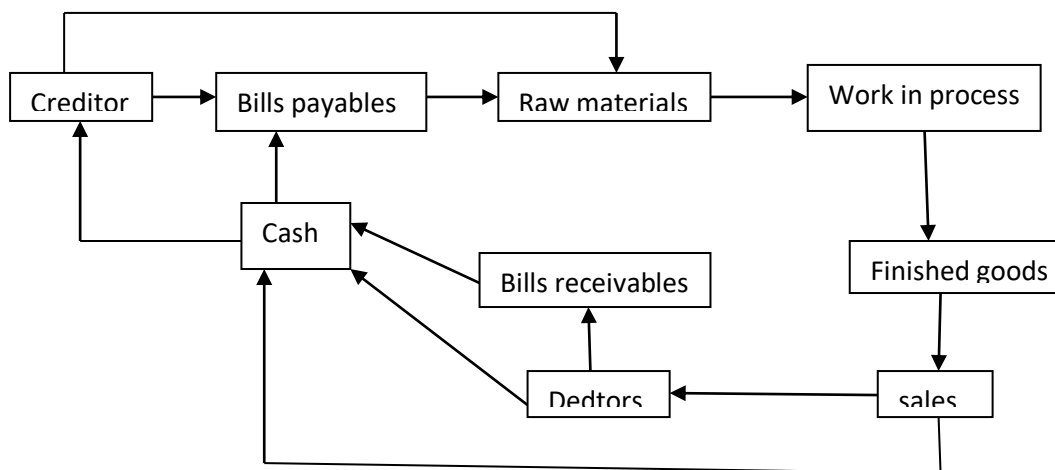 Creditor
Bills payables
Raw materials
Work in process
Cash
Finished goods
Bills receivables
Dedtors
sales